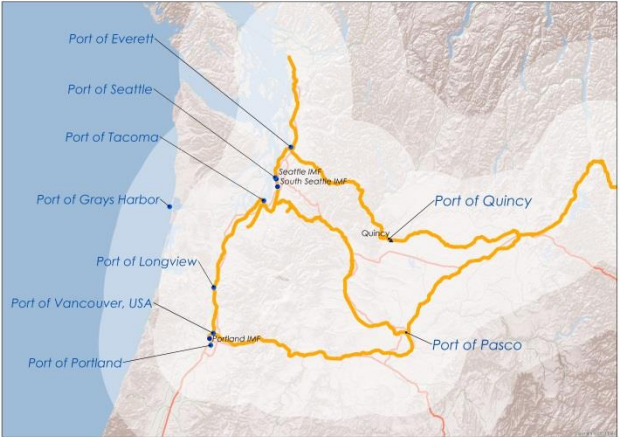 Port of Everett
Port of Seattle
Port of Tacoma
Seattle IMF
South Seattle IMF
Port of Grays Harbor
Port of Quincy
Quincy
Port of Longview
Port of Vancouver, USA
Portland IMF
Port of Portland
Port of Pasco